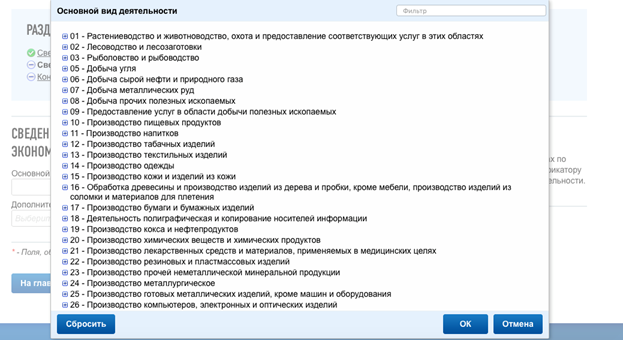 Основной вид деятельности
Фильтр
01 - Растениеводство и животноводство, охота и предоставление соответствующих услуг в этих областях
02 - Лесоводство и лесозаготовки
03 - Рыболовство и рыбоводство
05 - Добыча угля
06 - Добыча сырой нефти и природного газа
07 - Добыча металлических руд
08 - Добыча прочих полезных ископаемых
09 - Предоставление услуг в области добычи полезных ископаемых
10 - Производство пищевых продуктов
11 - Производство напитков
12 - Производство табачных изделий
13 - Производство текстильных изделий
14 - Производство одежды
15 - Производство кожи и изделий из кожи
16 - Обработка древесины и производство изделий из дерева и пробки, кроме мебели, производство изделий из
соломки и материалов для плетения
17 - Производство бумаги и бумажных изделий
18 - Деятельность полиграфическая и копирование носителей информации
19 - Производство кокса и нефтепродуктов
20 - Производство химических веществ и химических продуктов
21 - Производство лекарственных средств и материалов, применяемых в медицинских целях
22 - Производство резиновых и пластмассовых изделий
23 - Производство прочей неметаллической минеральной продукции
24 - Производство металлургическое
25 - Производство готовых металлических изделий, кроме машин и оборудования
26 - Производство компьютеров, электронных и оптических изделий
Сбросить
ОК
Отмена
РАЗД
Све
Све
Кон
СВЕДЕН
ЭКОНОМ
Основной
Дополните
Выберит
* - Поля, об
На глав
ах по
рикатору
тельности.